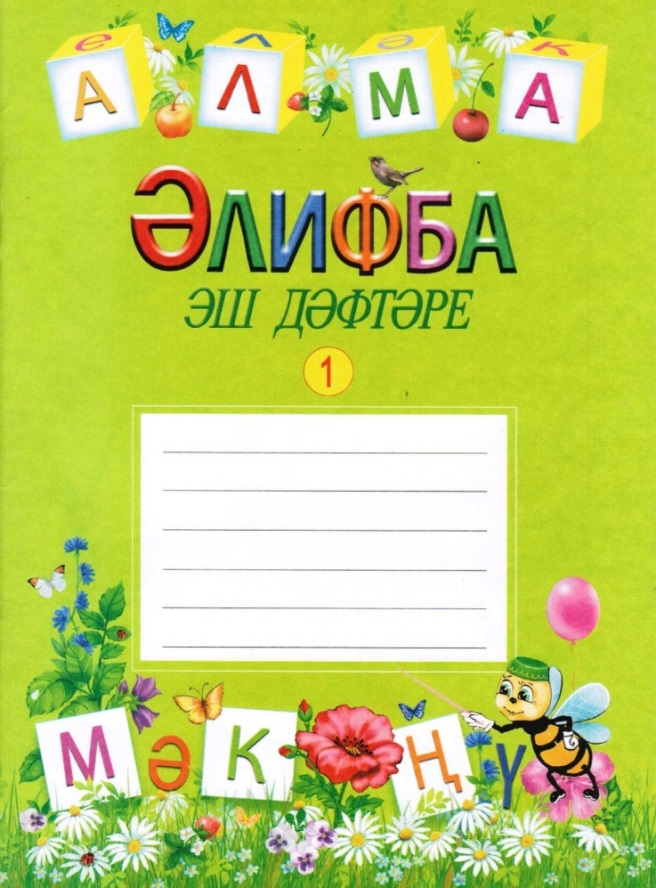 е л ә к
А Л М А
ӘЛИФБА
ЭШ ДӘФТӘРЕ
1
М ә К Ң Ү